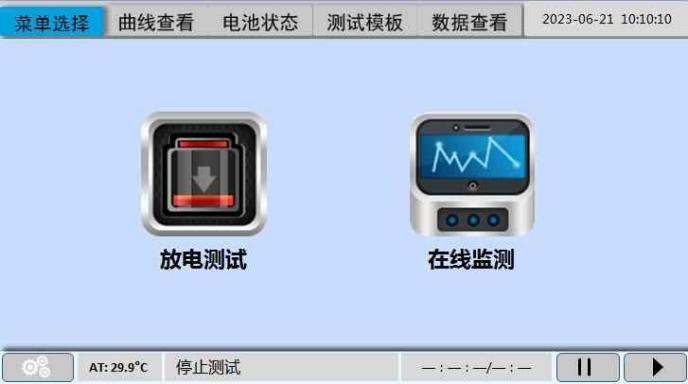 菜单选择 曲线查看 电池状态 测试模板 数据查看 2023-06-21 10:10:10
放电测试 在线监测
AT: 29.9°C 停止测试 — : — : —/— : —